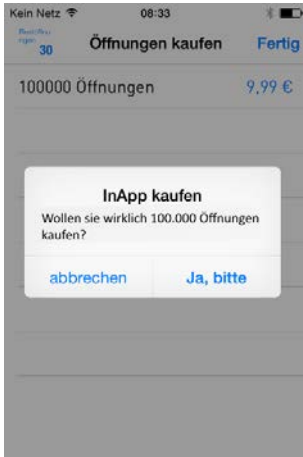 Kein Netz 08:33
30 Öffnungen kaufen Fertig
100000 Öffnungen 9,99 €
InApp kaufen
Wollen sie wirklich 100.000 Öffnungen
kaufen?
abbrechen Ja, bitte